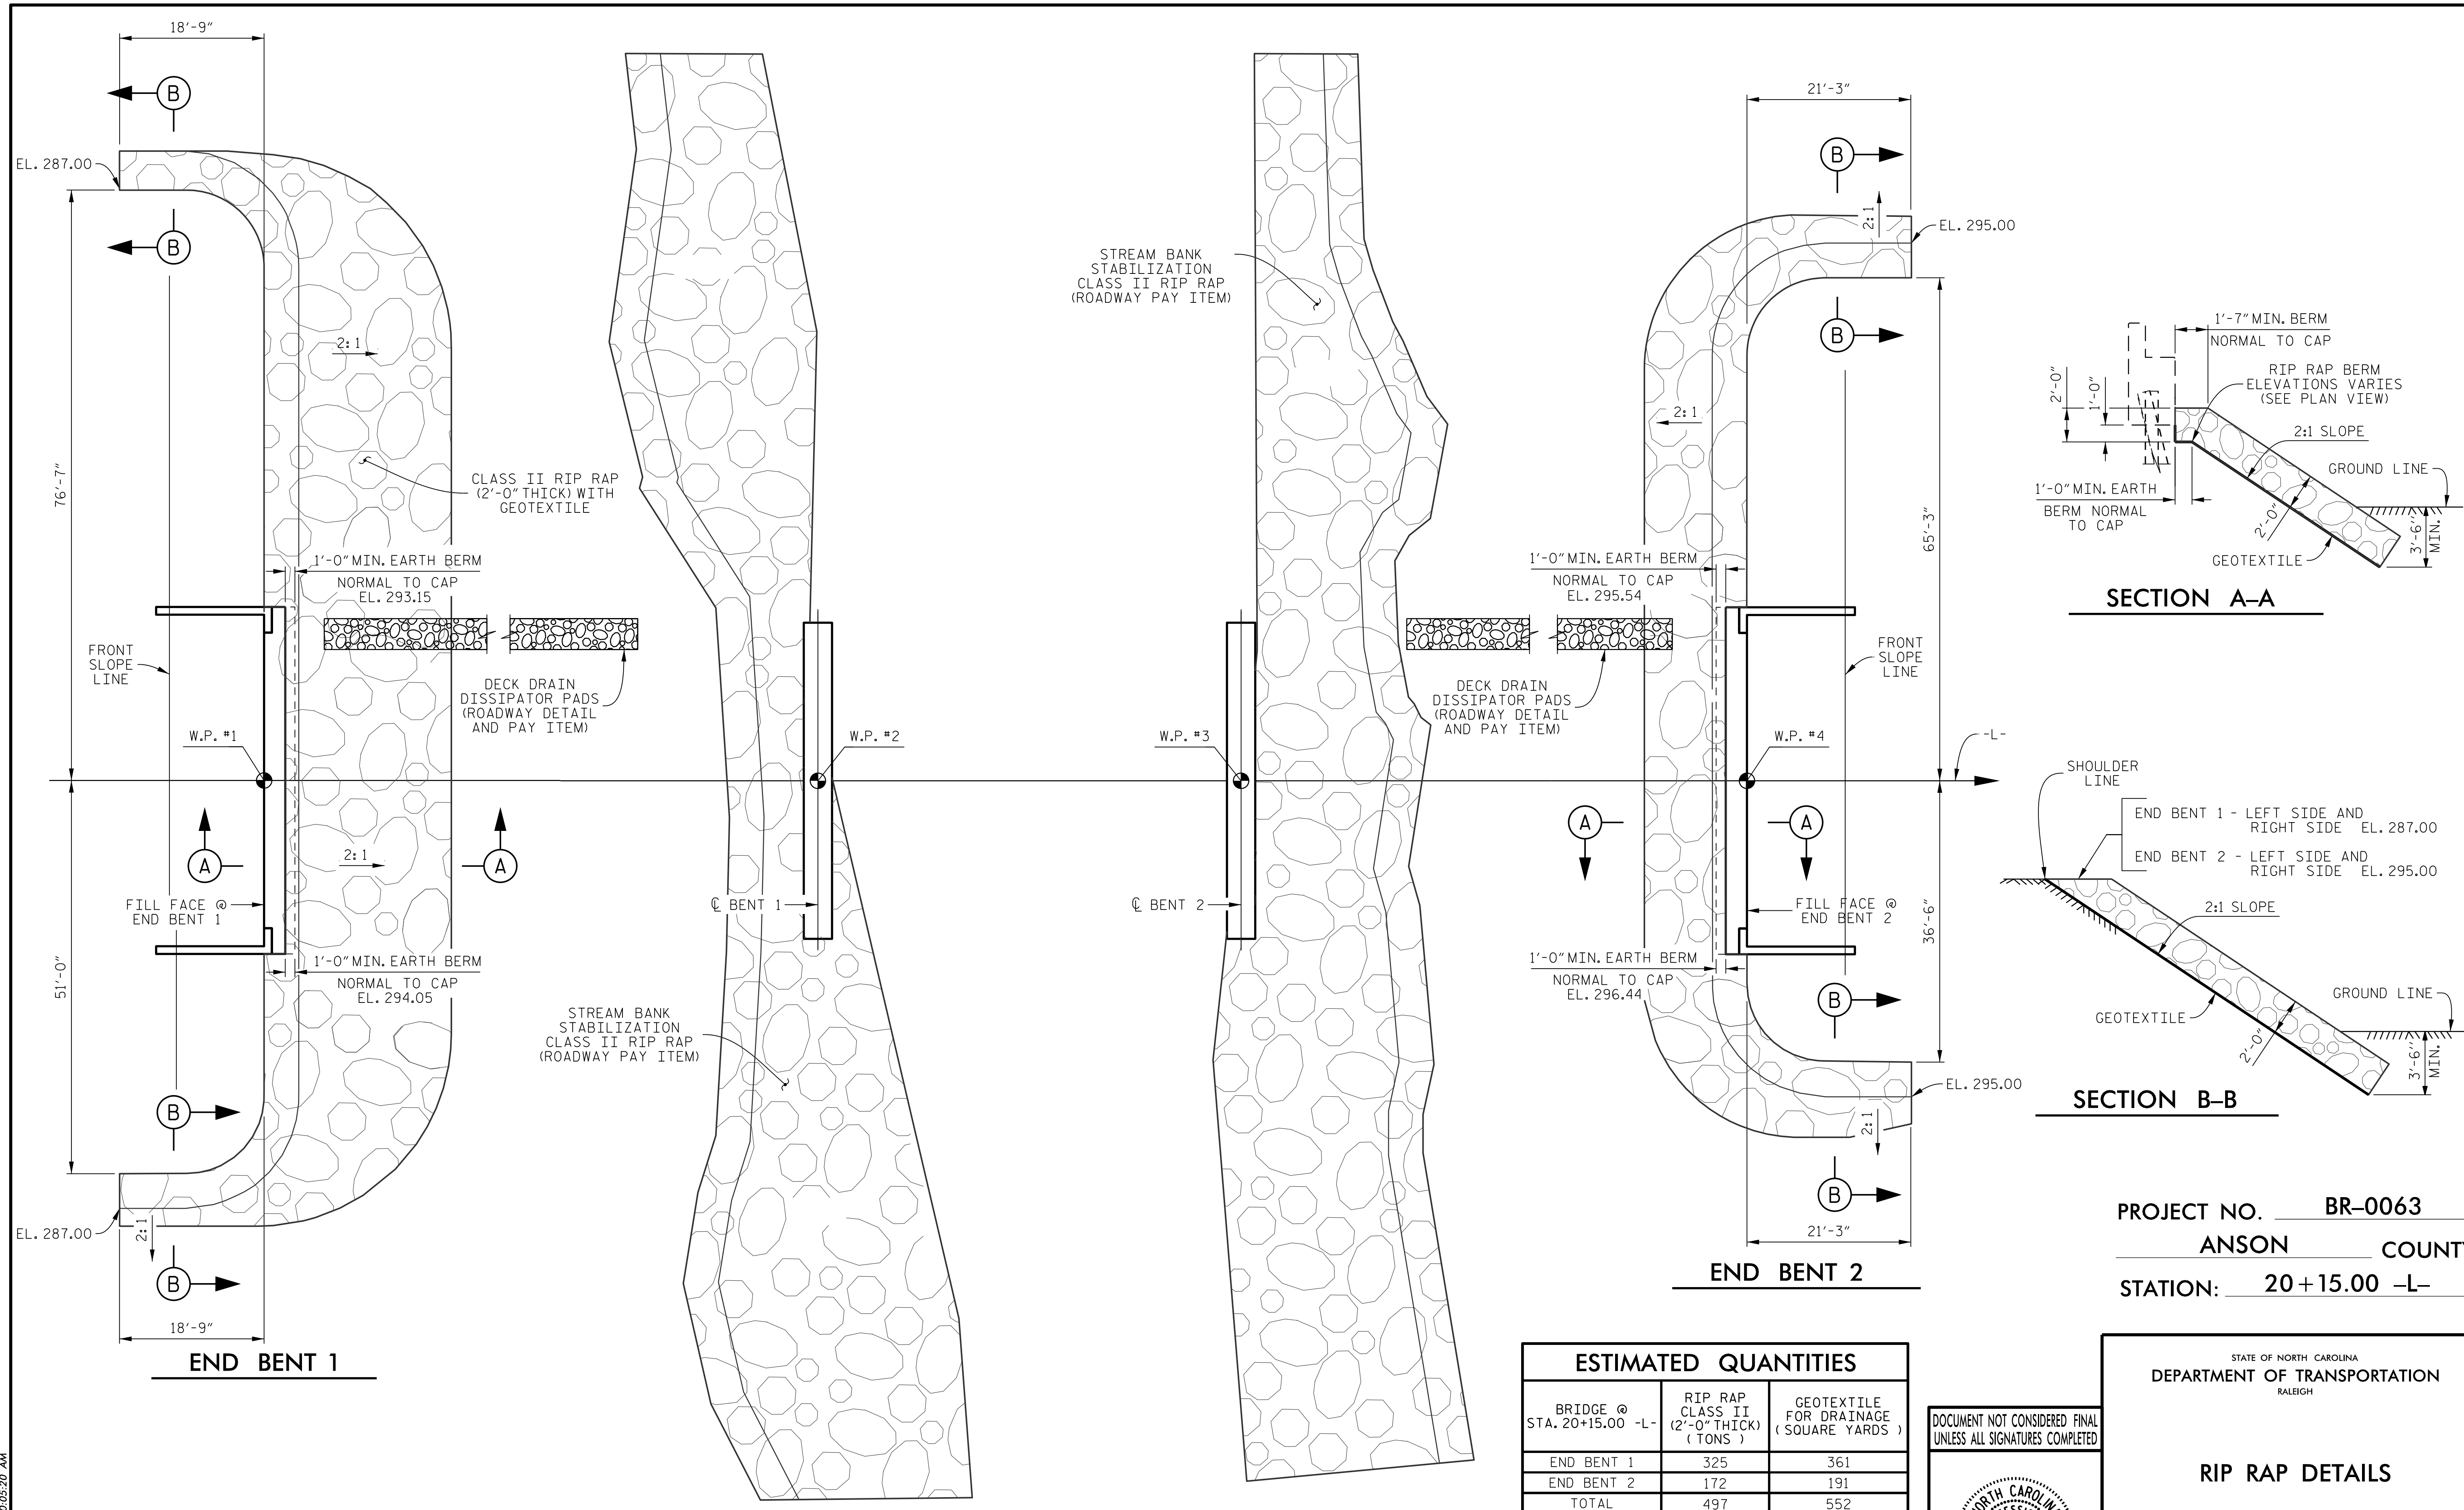 18'-9"
B
EL. 287.00
B
76'-7"
2:1
CLASS II RIP RAP
(2'-0" THICK) WITH
GEOTEXTILE
1'-0" MIN. EARTH BERM
NORMAL TO CAP
EL. 293.15
FRONT
SLOPE
LINE
DECK DRAIN
DISSIPATOR PADS
(ROADWAY DETAIL
AND PAY ITEM)
W.P. #1
A
A
2:1
FILL FACE @
END BENT 1
51'-0"
1'-0" MIN. EARTH BERM
NORMAL TO CAP
EL. 294.05
B
EL. 287.00
2:1
B
18'-9"
END BENT 1
W.P. #2
℄ BENT 1
STREAM BANK
STABILIZATION
CLASS II RIP RAP
(ROADWAY PAY ITEM)
STREAM BANK
STABILIZATION
CLASS II RIP RAP
(ROADWAY PAY ITEM)
W.P. #3
℄ BENT 2
21'-3"
B
2:1
EL. 295.00
B
2:1
65'-3"
1'-0" MIN. EARTH BERM
NORMAL TO CAP
EL. 295.54
DECK DRAIN
DISSIPATOR PADS
(ROADWAY DETAIL
AND PAY ITEM)
FRONT
SLOPE
LINE
W.P. #4
-L-
A
A
FILL FACE @
END BENT 2
36'-6"
1'-0" MIN. EARTH BERM
NORMAL TO CAP
EL. 296.44
B
EL. 295.00
2:1
B
21'-3"
END BENT 2
1'-7" MIN. BERM
NORMAL TO CAP
RIP RAP BERM
ELEVATIONS VARIES
(SEE PLAN VIEW)
2'-0"
1'-0"
2:1 SLOPE
GROUND LINE
1'-0" MIN. EARTH
BERM NORMAL
TO CAP
2'-0"
3'-6"
MIN.
GEOTEXTILE
SECTION A–A
SHOULDER
LINE
END BENT 1 - LEFT SIDE AND
RIGHT SIDE EL. 287.00
END BENT 2 - LEFT SIDE AND
RIGHT SIDE EL. 295.00
2:1 SLOPE
GROUND LINE
GEOTEXTILE
2'-0"
3'-6"
MIN.
SECTION B–B
PROJECT NO. BR–0063
ANSON COUNTY
STATION: 20+15.00 –L–
ESTIMATED QUANTITIES
BRIDGE @
STA. 20+15.00 -L-
RIP RAP
CLASS II
(2'-0" THICK)
( TONS )
GEOTEXTILE
FOR DRAINAGE
( SQUARE YARDS )
END BENT 1 325 361
END BENT 2 172 191
TOTAL 497 552
DOCUMENT NOT CONSIDERED FINAL
UNLESS ALL SIGNATURES COMPLETED
NORTH CAROLINA
STATE OF NORTH CAROLINA
DEPARTMENT OF TRANSPORTATION
RALEIGH
RIP RAP DETAILS